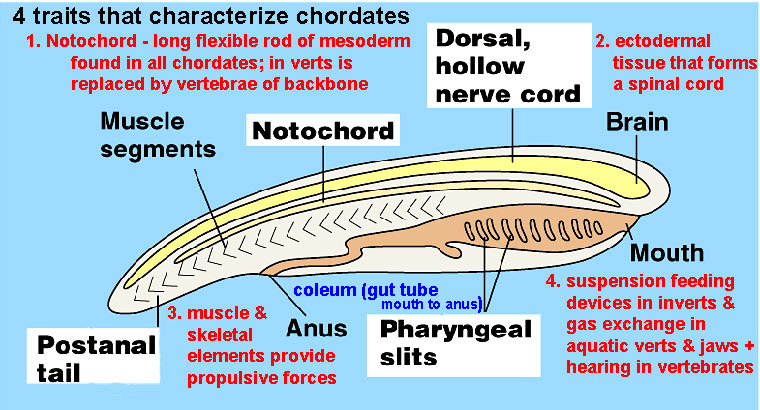 4 traits that characterize chordates
1. Notochord - long flexible rod of mesoderm
found in all chordates; in verts is
replaced by vertebrae of backbone
Dorsal,
hollow
nerve cord
2. ectodermal
tissue that forms
a spinal cord
Muscle
segments
Notochord
Brain
Mouth
coleum (gut tube
mouth to anus)
3. muscle &
skeletal
elements provide
propulsive forces
Anus
Pharyngeal
slits
Postanal
tail
4. suspension feeding
devices in inverts &
gas exchange in
aquatic verts & jaws +
hearing in vertebrates